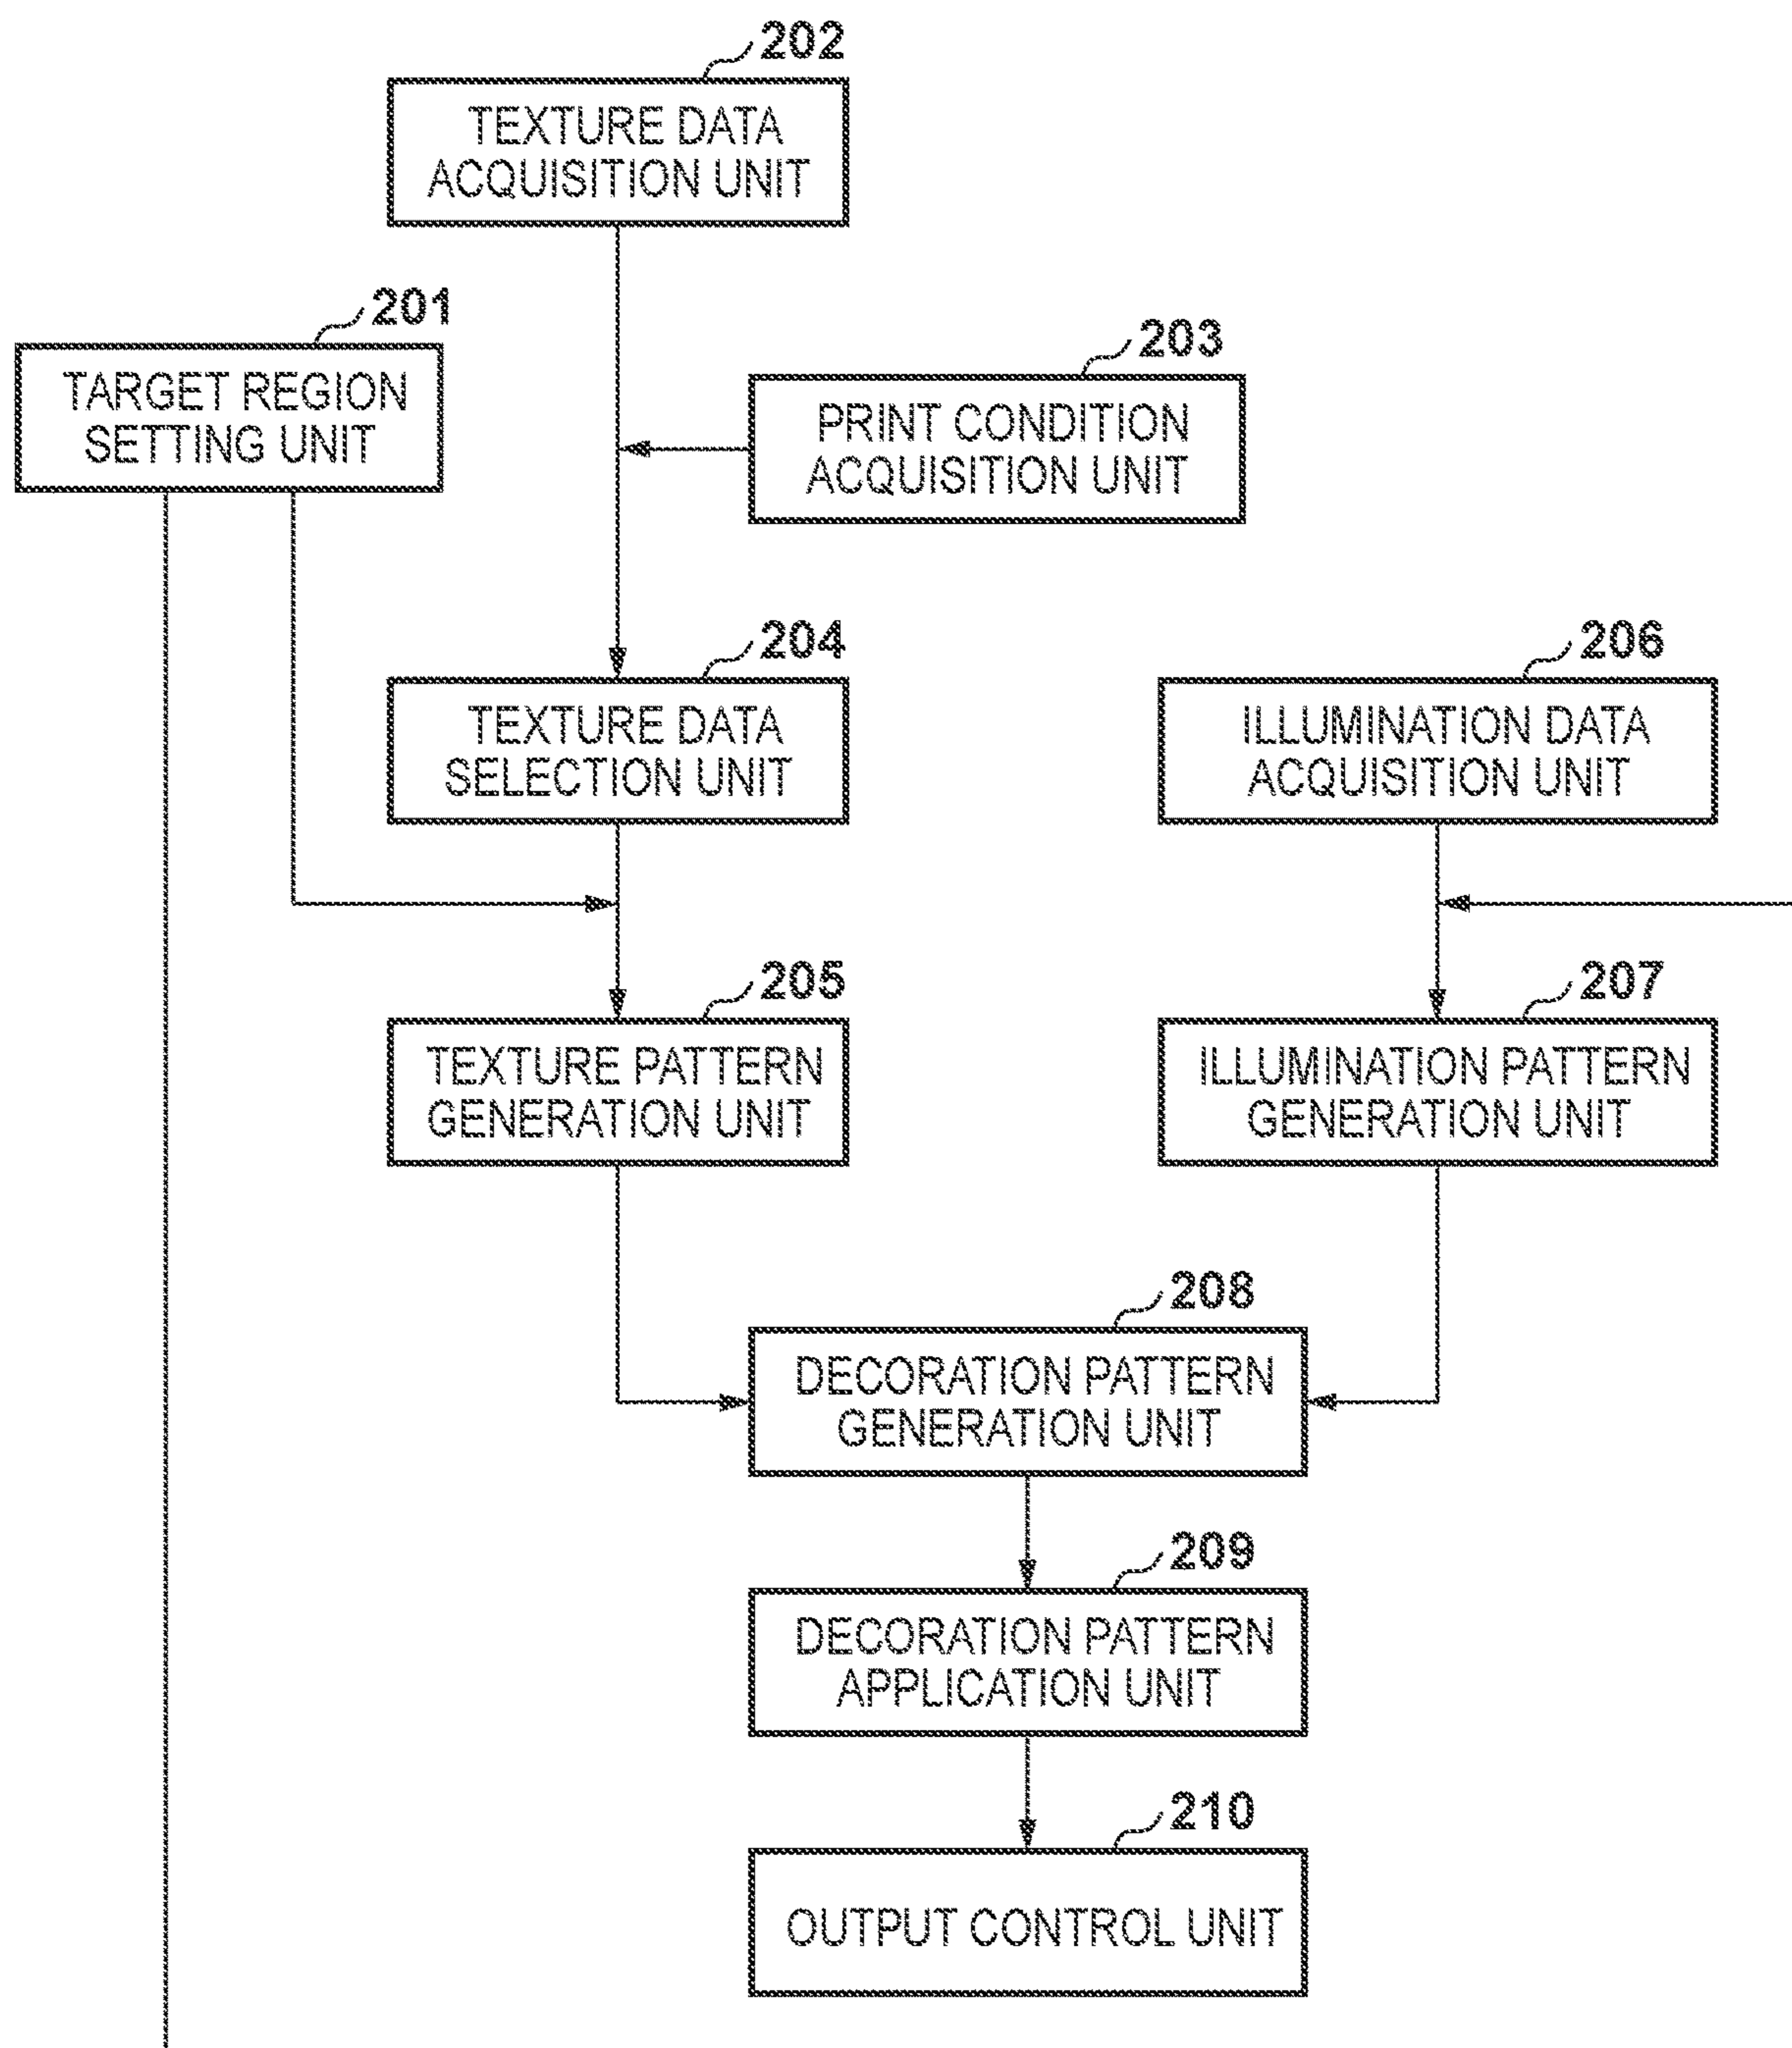 202
TEXTURE DATA
ACQUISITION UNIT
201
TARGET REGION
SETTING UNIT
203
PRINT CONDITION
ACQUISITION UNIT
204
TEXTURE DATA
SELECTION UNIT
206
ILLUMINATION DATA
ACQUISITION UNIT
205
TEXTURE PATTERN
GENERATION UNIT
207
ILLUMINATION PATTERN
GENERATION UNIT
208
DECORATION PATTERN
GENERATION UNIT
209
DECORATION PATTERN
APPLICATION UNIT
210
OUTPUT CONTROL UNIT